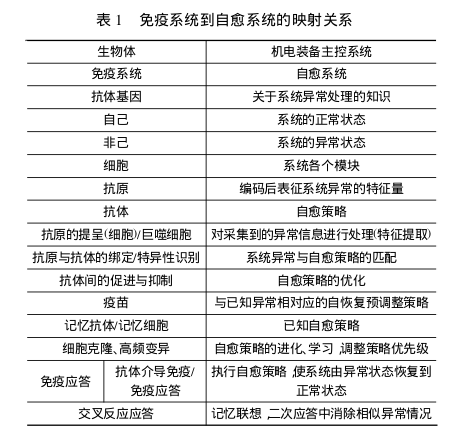 表 1 免疫系统到自愈系统的映射关系
生物体 机电装备主控系统
免疫系统 自愈系统
抗体基因 关于系统异常处理的知识
自己 系统的正常状态
非己 系统的异常状态
细胞 系统各个模块
抗原 编码后表征系统异常的特征量
抗体 自愈策略
抗原的提呈(细胞)/巨噬细胞 对采集到的异常信息进行处理(特征提取)
抗原与抗体的绑定/特异性识别 系统异常与自愈策略的匹配
抗体间的促进与抑制 自愈策略的优化
疫苗 与已知异常相对应的自恢复预调整策略
记忆抗体/记忆细胞 已知自愈策略
细胞克隆、高频变异 自愈策略的进化、学习,调整策略优先级
免疫应答 抗体介导免疫/ 执行自愈策略,使系统由异常状态恢复到
免疫应答 正常状态
交叉反应应答 记忆联想,二次应答中消除相似异常情况